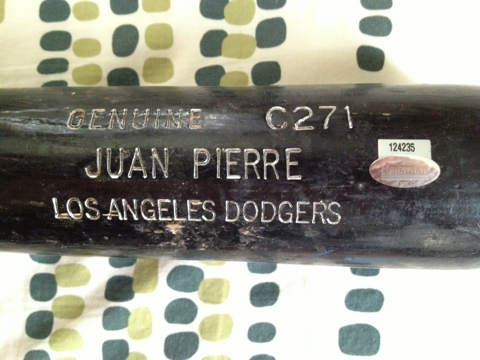 GENUINE C271
JUAN PIERRE
LOS ANGELES DODGERS
124235